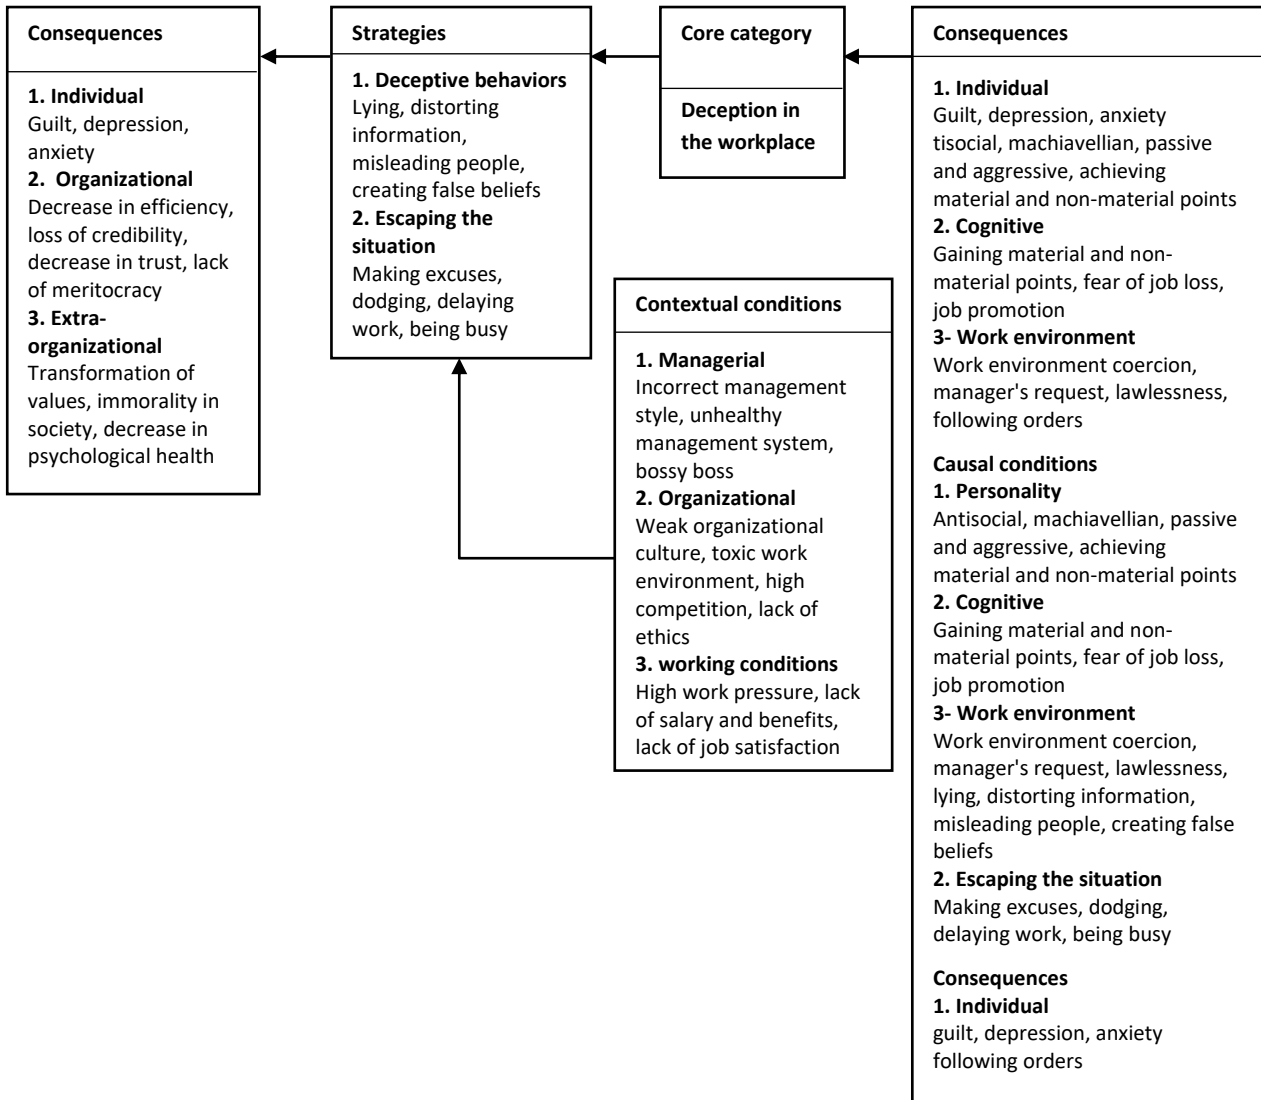 Consequences
1. Individual
Guilt, depression,
anxiety
2. Organizational
Decrease in efficiency,
loss of credibility,
decrease in trust, lack
of meritocracy
3. Extra-
organizational
Transformation of
values, immorality in
society, decrease in
psychological health
Strategies
1. Deceptive behaviors
Lying, distorting
information,
misleading people,
creating false beliefs
2. Escaping the
situation
Making excuses,
dodging, delaying
work, being busy
Core category
Deception in
the workplace
Contextual conditions
1. Managerial
Incorrect management
style, unhealthy
management system,
bossy boss
2. Organizational
Weak organizational
culture, toxic work
environment, high
competition, lack of
ethics
3. working conditions
High work pressure, lack
of salary and benefits,
lack of job satisfaction
Consequences
1. Individual
Guilt, depression, anxiety
tisocial, machiavellian, passive
and aggressive, achieving
material and non-material points
2. Cognitive
Gaining material and non-
material points, fear of job loss,
job promotion
3- Work environment
Work environment coercion,
manager's request, lawlessness,
following orders
Causal conditions
1. Personality
Antisocial, machiavellian, passive
and aggressive, achieving
material and non-material points
2. Cognitive
Gaining material and non-
material points, fear of job loss,
job promotion
3- Work environment
Work environment coercion,
manager's request, lawlessness,
lying, distorting information,
misleading people, creating false
beliefs
2. Escaping the situation
Making excuses, dodging,
delaying work, being busy
Consequences
1. Individual
guilt, depression, anxiety
following orders